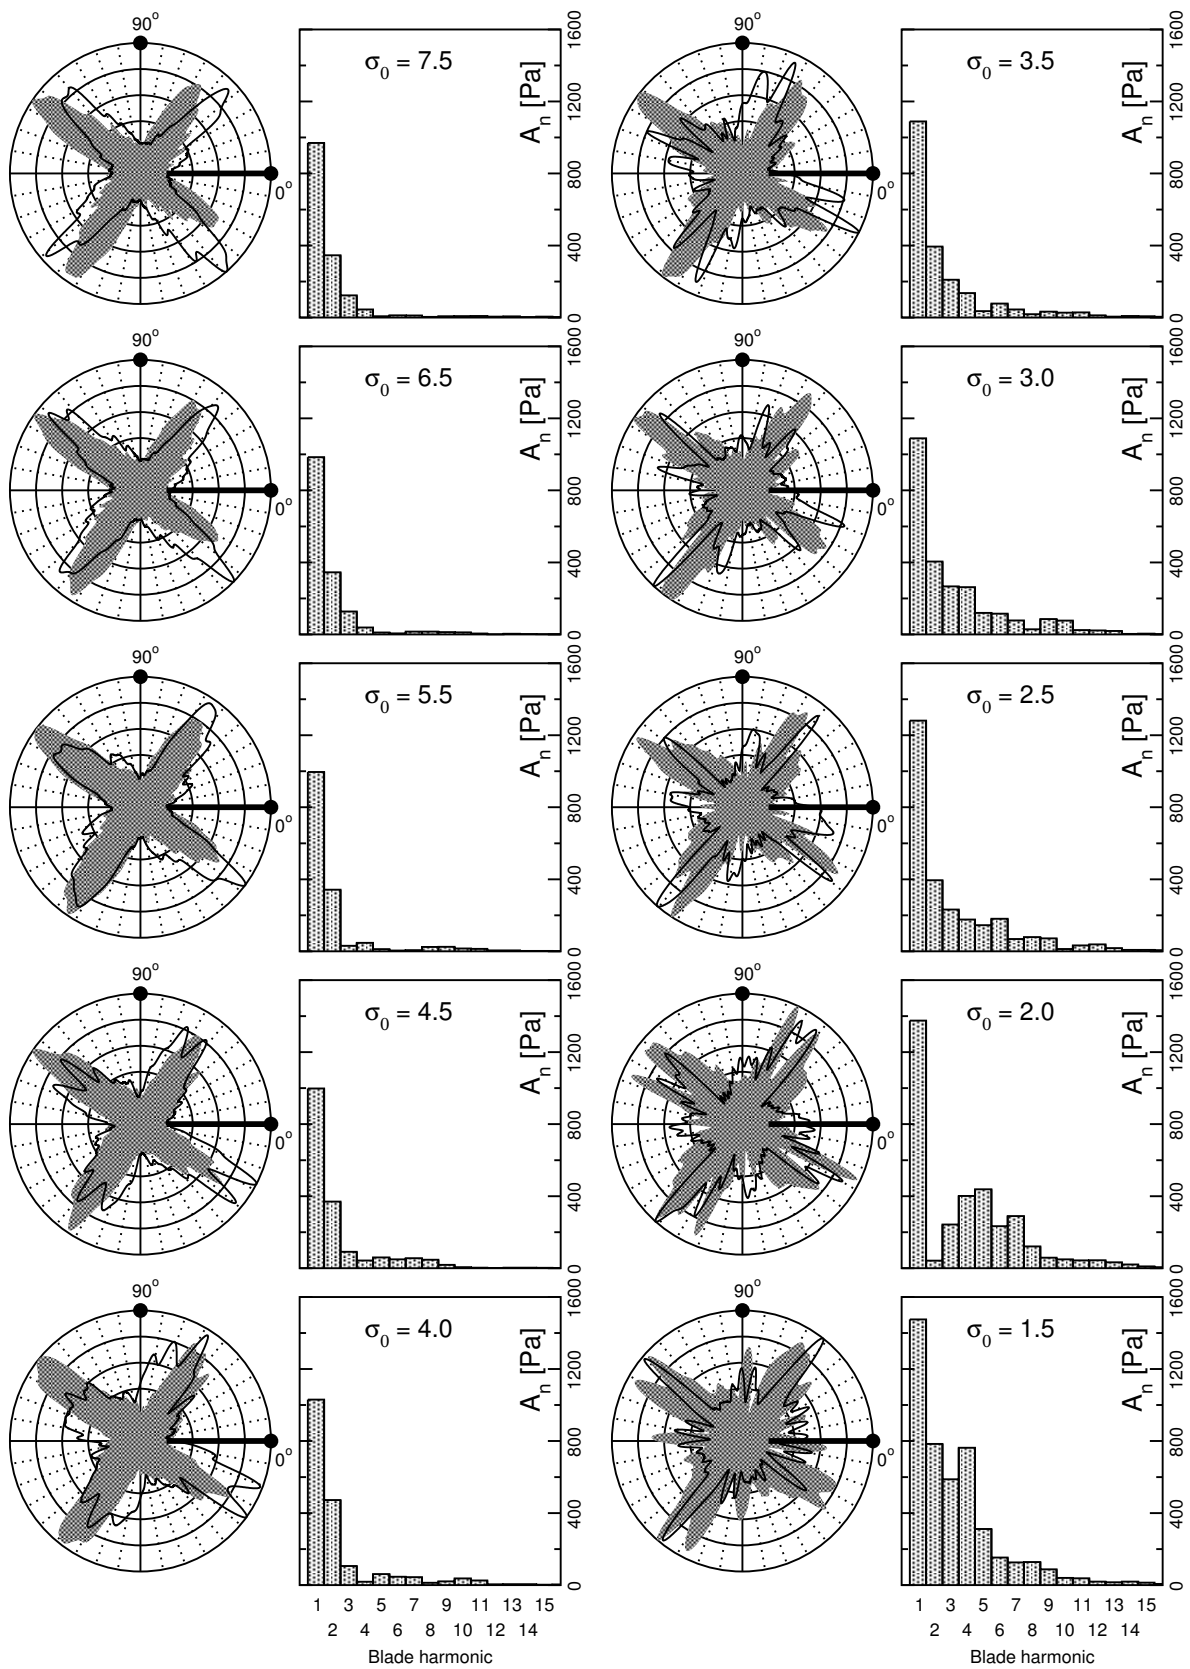 90°
0°
σ0 = 7.5
An [Pa]
1600
1200
800
400
0
90°
0°
σ0 = 3.5
An [Pa]
1600
1200
800
400
0
90°
0°
σ0 = 6.5
An [Pa]
1600
1200
800
400
0
90°
0°
σ0 = 3.0
An [Pa]
1600
1200
800
400
0
90°
0°
σ0 = 5.5
An [Pa]
1600
1200
800
400
0
90°
0°
σ0 = 2.5
An [Pa]
1600
1200
800
400
0
90°
0°
σ0 = 4.5
An [Pa]
1600
1200
800
400
0
90°
0°
σ0 = 2.0
An [Pa]
1600
1200
800
400
0
90°
0°
σ0 = 4.0
An [Pa]
1600
1200
800
400
0
1 3 5 7 9 11 13 15
2 4 6 8 10 12 14
Blade harmonic
90°
0°
σ0 = 1.5
An [Pa]
1600
1200
800
400
0
1 3 5 7 9 11 13 15
2 4 6 8 10 12 14
Blade harmonic